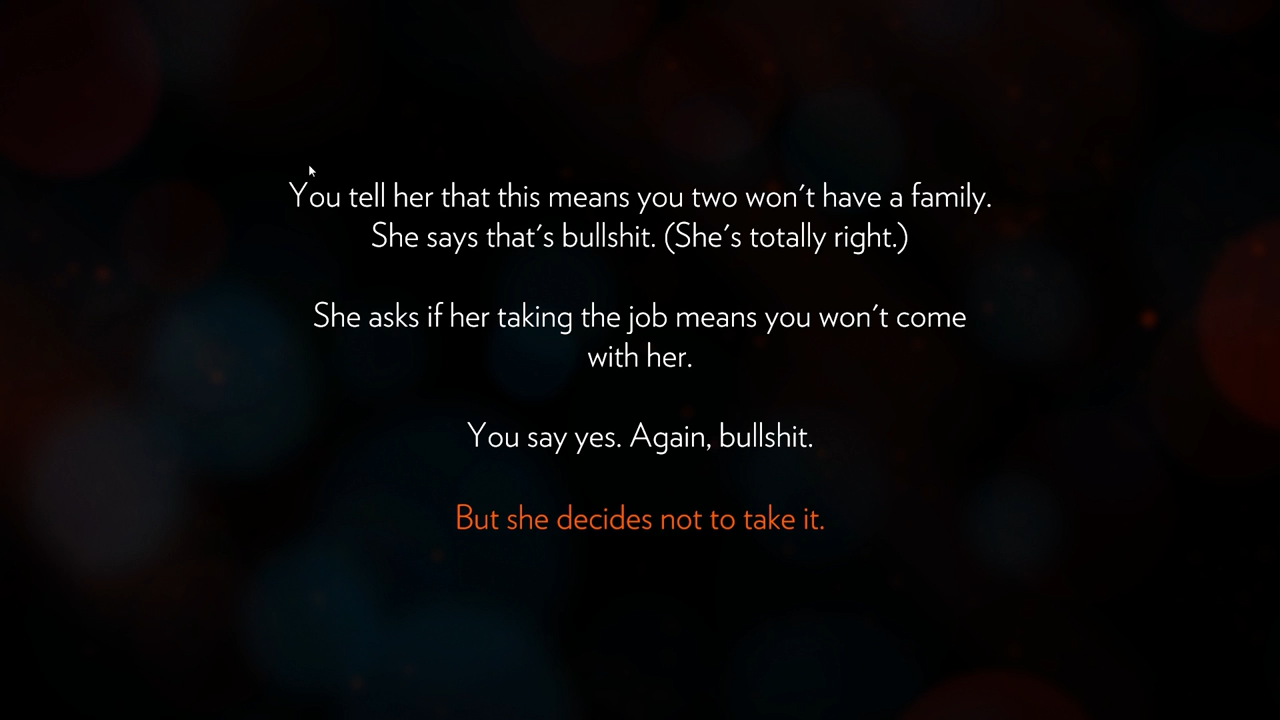 You tell her that this means you two won't have a family.
She says that's bullshit. (She's totally right.)
She asks if her taking the job means you won't come
with her.
You say yes. Again, bullshit.
But she decides not to take it.